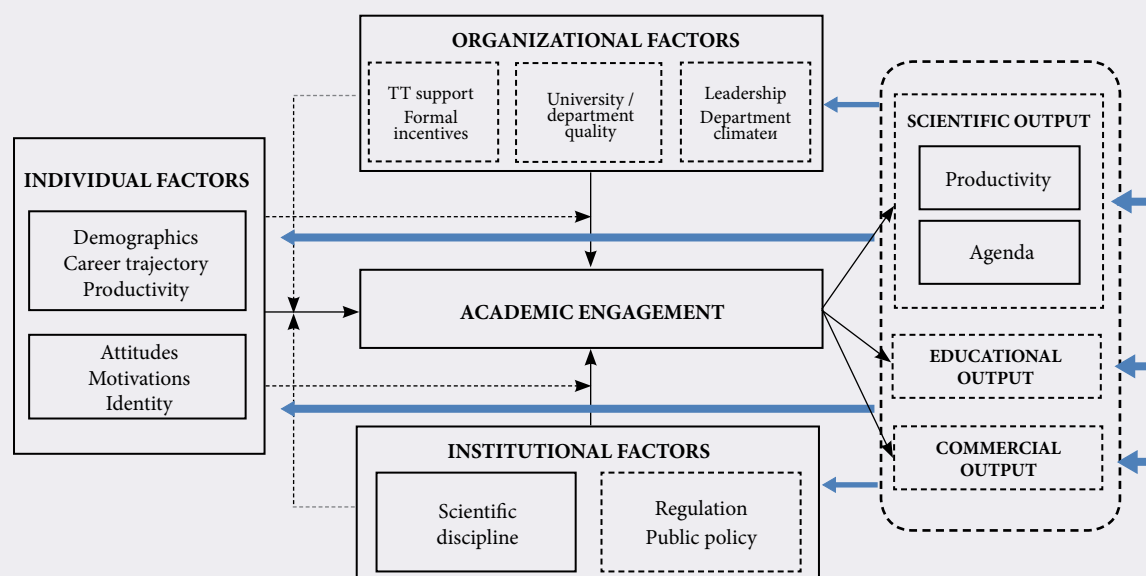 ORGANIZATIONAL FACTORS
TT support
Formal
incentives
University /
department
quality
Leadership
Department
climateи
INDIVIDUAL FACTORS
Demographics
Career trajectory
Productivity
Attitudes
Motivations
Identity
ACADEMIC ENGAGEMENT
INSTITUTIONAL FACTORS
Scientific
discipline
Regulation
Public policy
SCIENTIFIC OUTPUT
Productivity
Agenda
EDUCATIONAL
OUTPUT
COMMERCIAL
OUTPUT